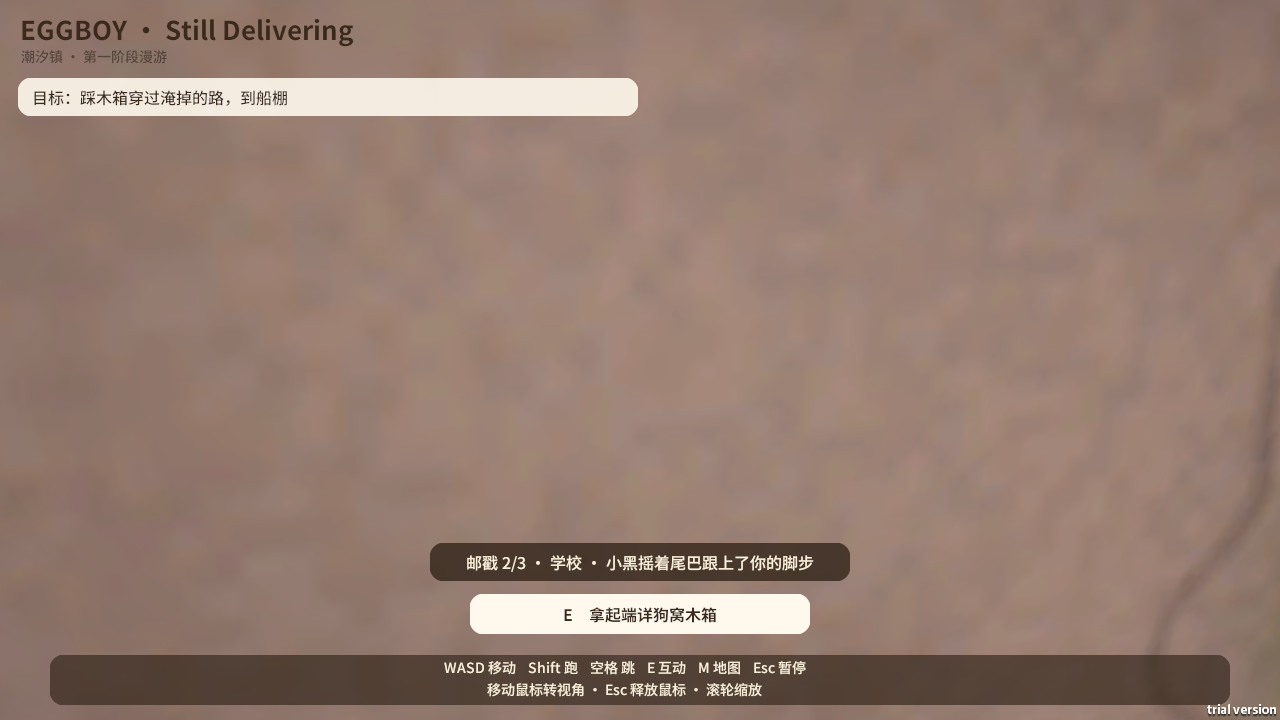 EGGBOY · Still Delivering
潮汐镇 · 第一阶段漫游
目标：踩木箱穿过淹掉的路，到船棚
邮戳 2/3 · 学校 · 小黑摇着尾巴跟上了你的脚步
E 拿起端详狗窝木箱
WASD 移动 Shift 跑 空格 跳 E 互动 M 地图 Esc 暂停
移动鼠标转视角 · Esc 释放鼠标 · 滚轮缩放
trial version